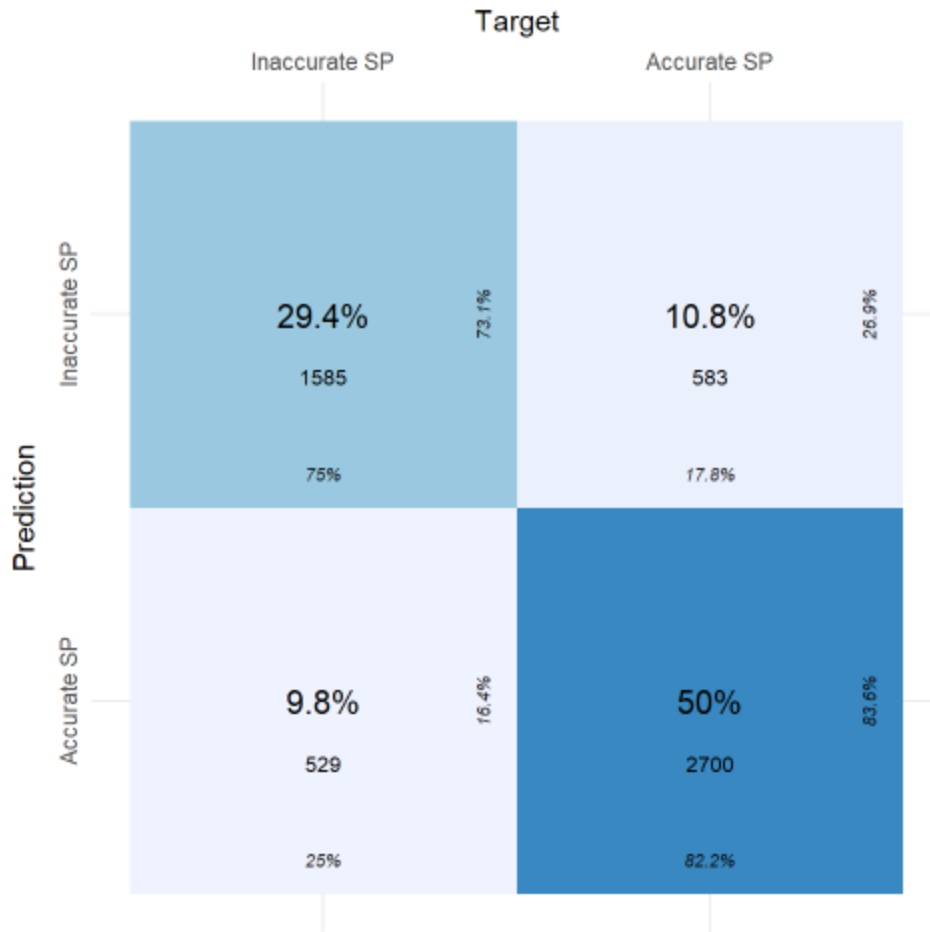 Target
Inaccurate SP
Accurate SP
Prediction
Inaccurate SP
29.4%
1585
75%
73.1%
10.8%
583
17.8%
26.9%
Accurate SP
9.8%
529
25%
16.4%
50%
2700
82.2%
83.6%